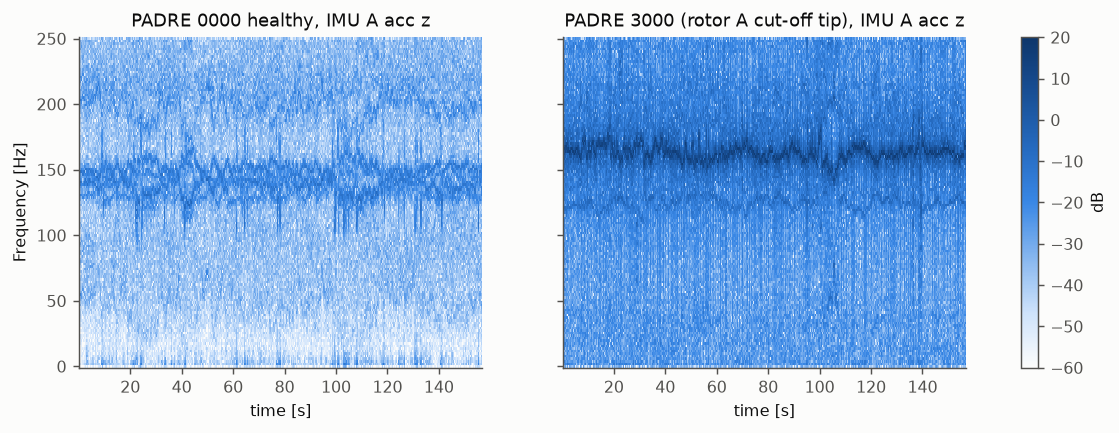 PADRE 0000 healthy, IMU A acc z
PADRE 3000 (rotor A cut-off tip), IMU A acc z
250
200
150
100
50
0
Frequency [Hz]
20 40 60 80 100 120 140
time [s]
20 40 60 80 100 120 140
time [s]
20
10
0
−10
−20
−30
−40
−50
−60
dB